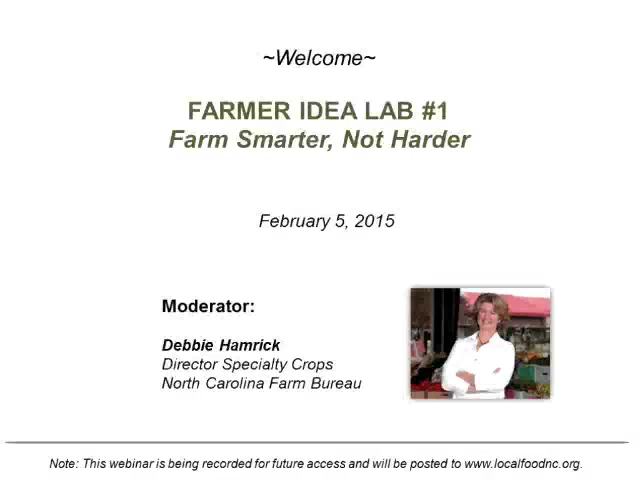 ~Welcome~
FARMER IDEA LAB #1
Farm Smarter, Not Harder
February 5, 2015
Moderator:
Debbie Hamrick
Director Specialty Crops
North Carolina Farm Bureau
Note: This webinar is being recorded for future access and will be posted to www.localfoodnc.org.